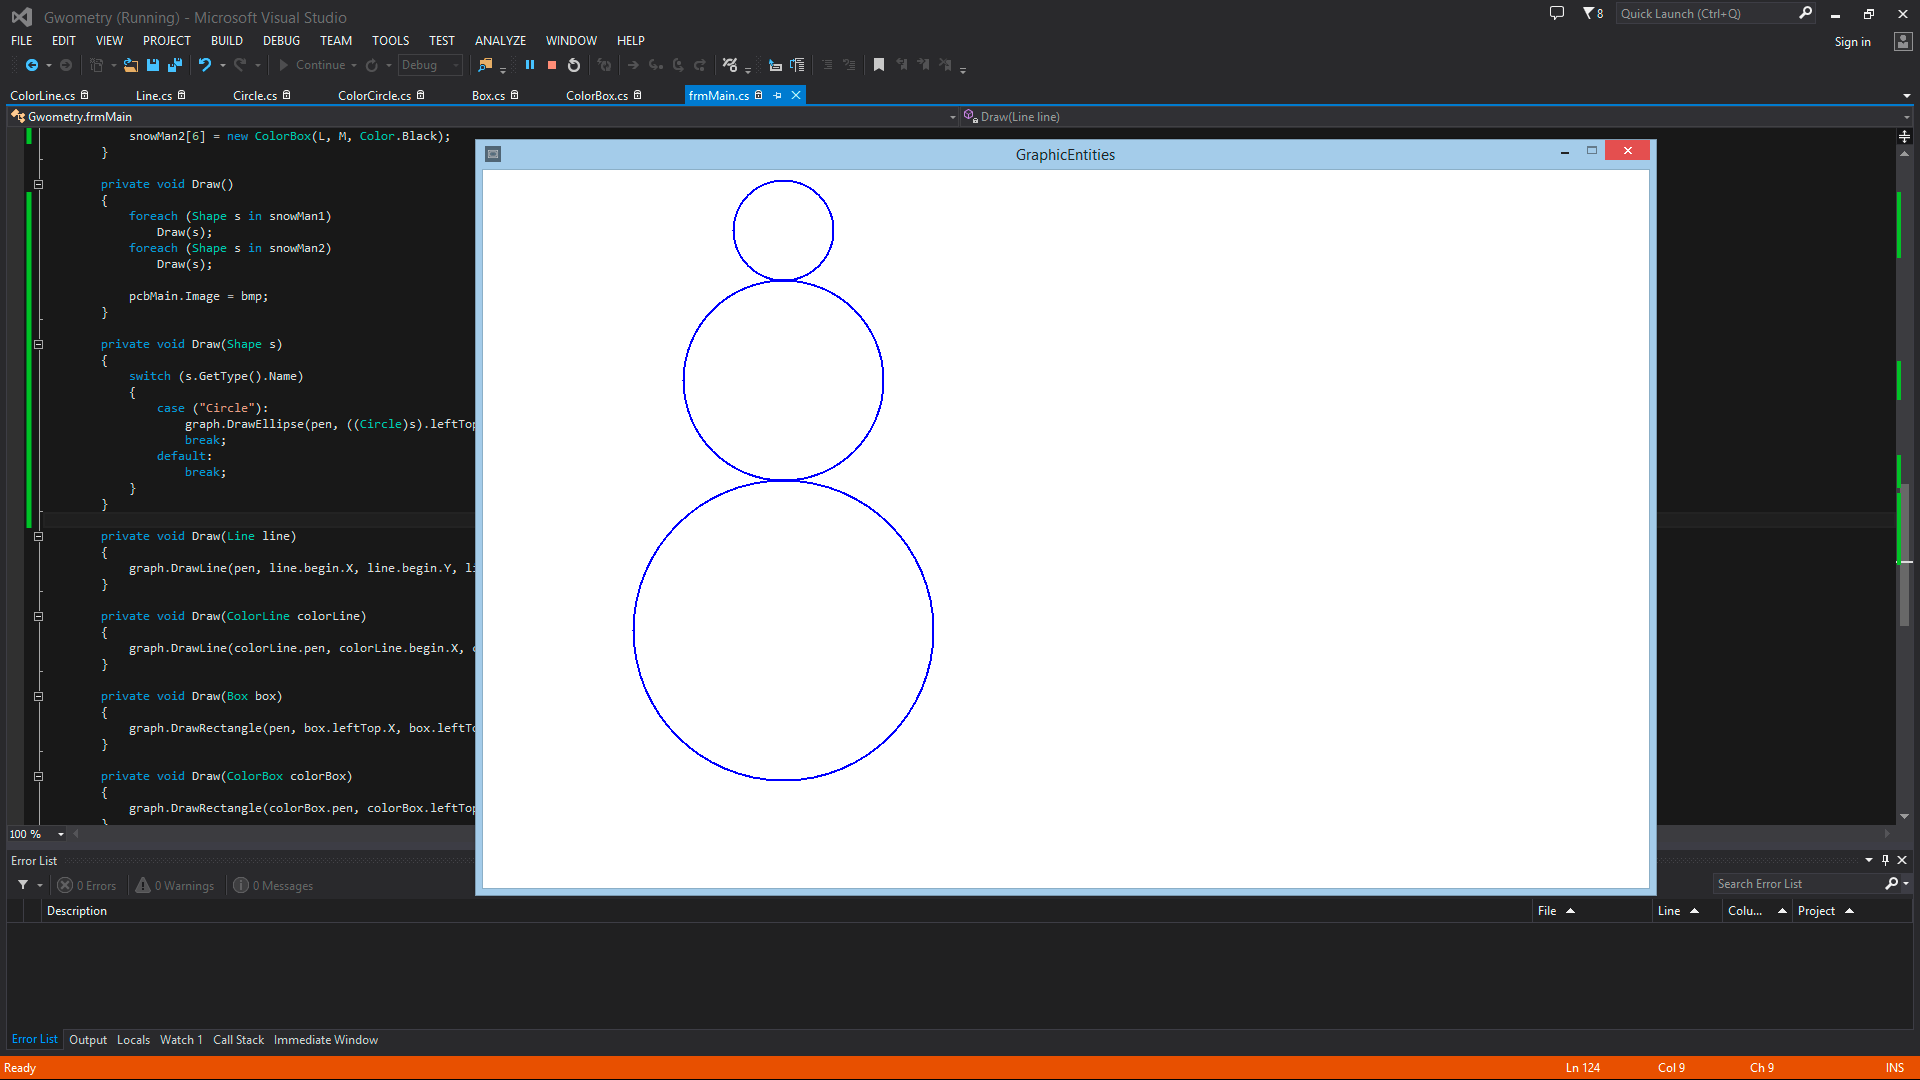 Gwometry (Running) - Microsoft Visual Studio
8
Quick Launch (Ctrl+Q)
FILE EDIT VIEW PROJECT BUILD DEBUG TEAM TOOLS TEST ANALYZE WINDOW HELP
Sign in
Continue Debug
ColorLine.cs Line.cs Circle.cs ColorCircle.cs Box.cs ColorBox.cs frmMain.cs
Gwometry.frmMain Draw(Line line)
snowMan2[6] = new ColorBox(L, M, Color.Black);
}
GraphicEntities
private void Draw()
{
foreach (Shape s in snowMan1)
Draw(s);
foreach (Shape s in snowMan2)
Draw(s);
pcbMain.Image = bmp;
}
private void Draw(Shape s)
{
switch (s.GetType().Name)
{
case ("Circle"):
graph.DrawEllipse(pen, ((Circle)s).leftTop
break;
default:
break;
}
}
private void Draw(Line line)
{
graph.DrawLine(pen, line.begin.X, line.begin.Y, li
}
private void Draw(ColorLine colorLine)
{
graph.DrawLine(colorLine.pen, colorLine.begin.X, c
}
private void Draw(Box box)
{
graph.DrawRectangle(pen, box.leftTop.X, box.leftTo
}
private void Draw(ColorBox colorBox)
{
graph.DrawRectangle(colorBox.pen, colorBox.leftTop
}
100 %
Error List
0 Errors 0 Warnings 0 Messages
Search Error List
Description File Line Colu... Project
Error List Output Locals Watch 1 Call Stack Immediate Window
Ready Ln 124 Col 9 Ch 9 INS